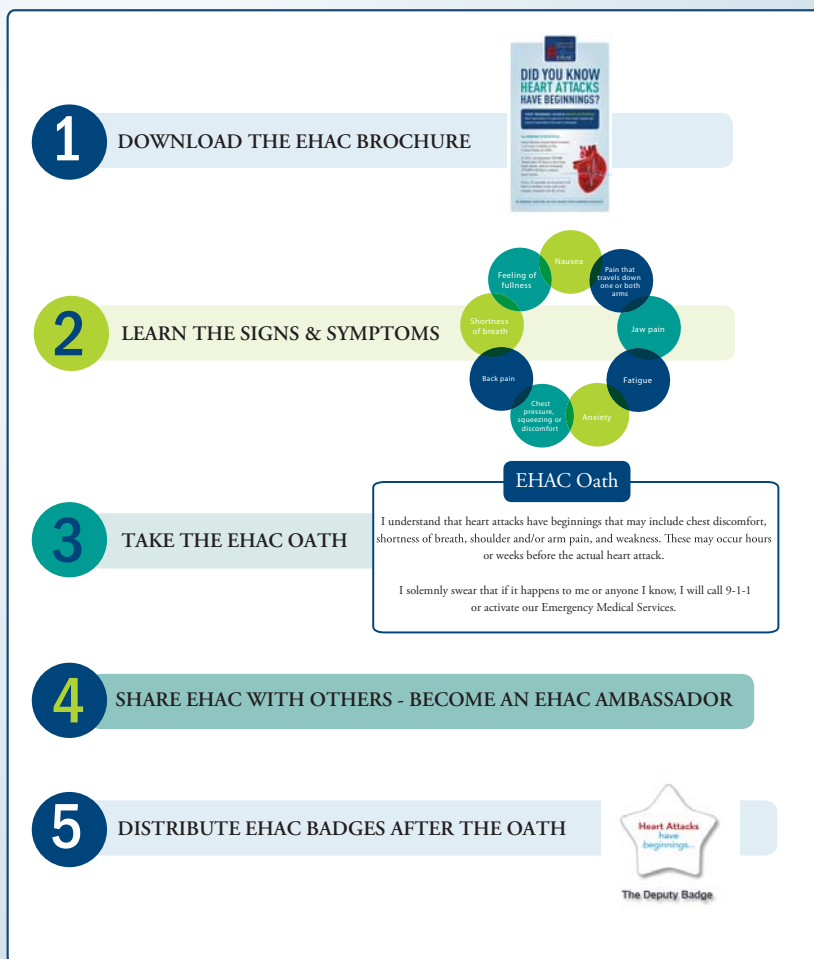 DID YOU KNOW
HEART ATTACKS
HAVE BEGINNINGS?
1
DOWNLOAD THE EHAC BROCHURE
Nausea
Pain that
travels down
one or both
arms
Jaw pain
Fatigue
Anxiety
Chest
pressure,
squeezing or
discomfort
Back pain
Shortness
of breath
Feeling of
fullness
2
LEARN THE SIGNS & SYMPTOMS
3
TAKE THE EHAC OATH
EHAC Oath
I understand that heart attacks have beginnings that may include chest discomfort,
shortness of breath, shoulder and/or arm pain, and weakness. These may occur hours
or weeks before the actual heart attack.
I solemnly swear that if it happens to me or anyone I know, I will call 9-1-1
or activate our Emergency Medical Services.
4
SHARE EHAC WITH OTHERS - BECOME AN EHAC AMBASSADOR
5
DISTRIBUTE EHAC BADGES AFTER THE OATH
Heart Attacks
have
beginnings...
The Deputy Badge